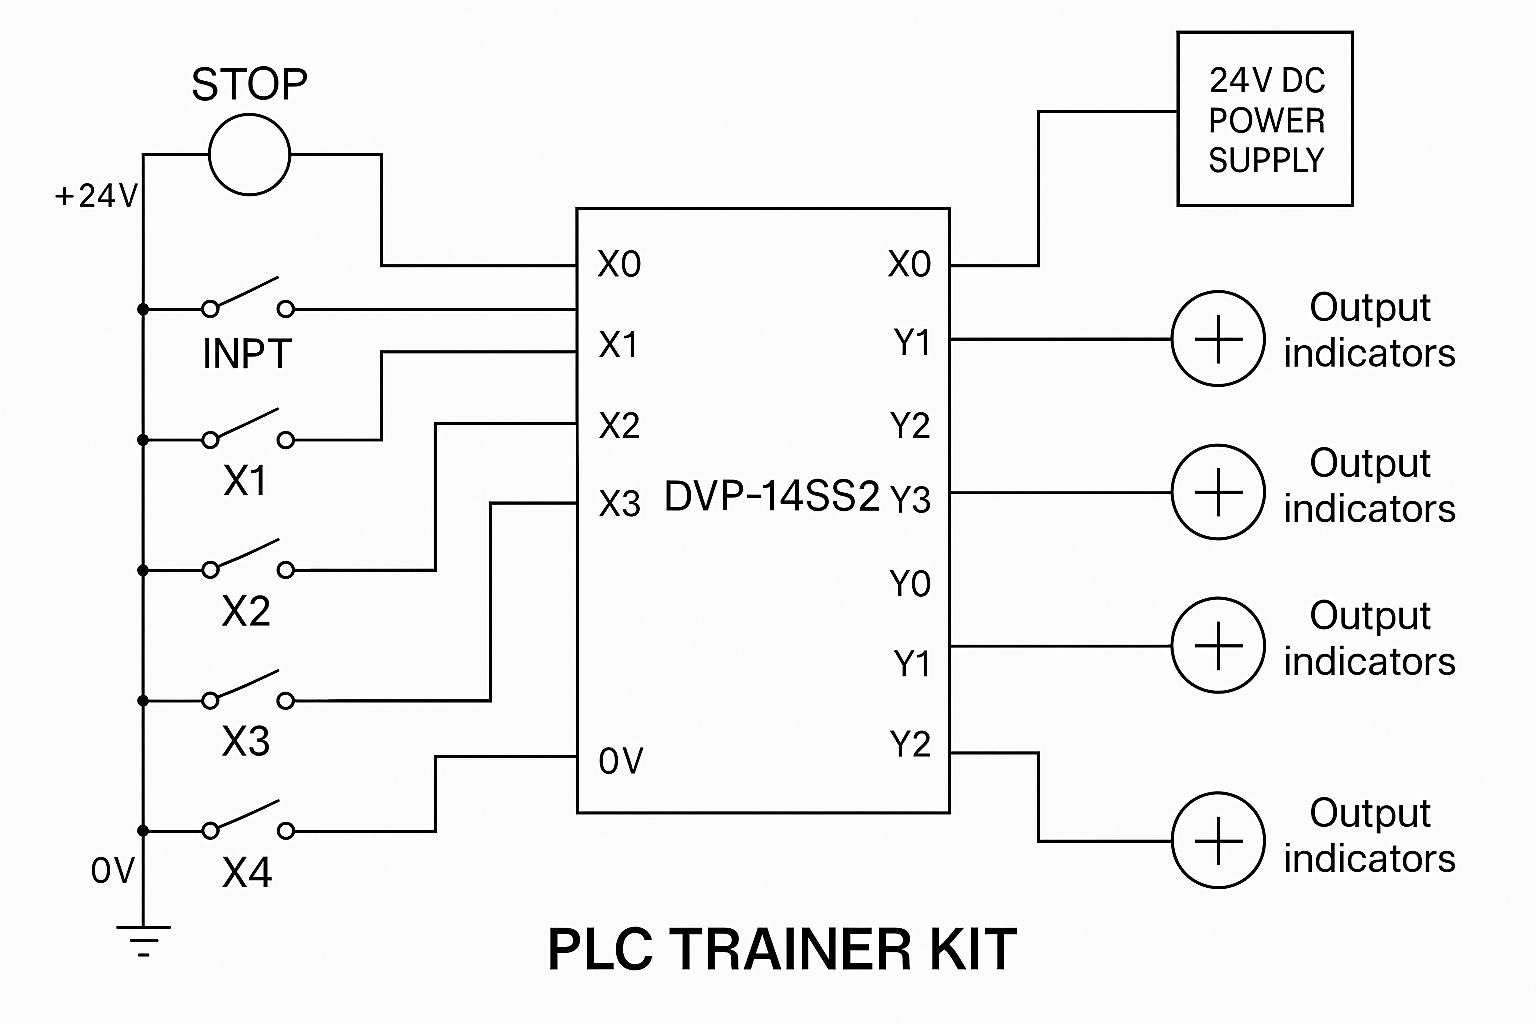 STOP
+24V
INPT
X1
X2
X3
X4
0V
X0
X1
X2
X3
0V
DVP-14SS2
X0
Y1
Y2
Y3
Y0
Y1
Y2
24V DC
POWER
SUPPLY
Output
indicators
Output
indicators
Output
indicators
Output
indicators
PLC TRAINER KIT